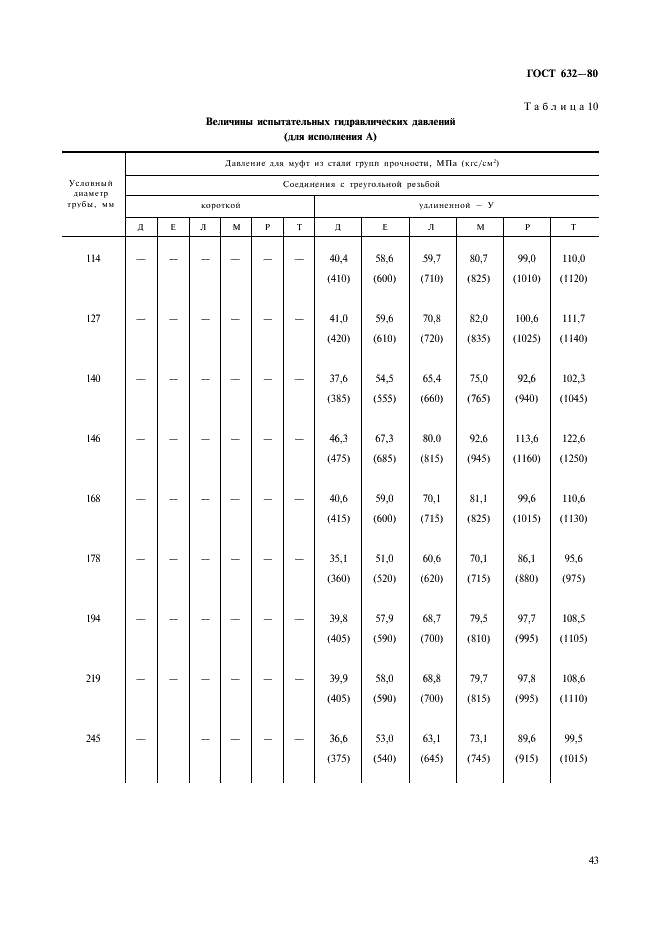 ГОСТ 632—80
Таблица 10
Величины испытательных гидравлических давлений
(для исполнения А)
Условный диаметр трубы, мм
Давление для муфт из стали групп прочности, МПа (кгс/см²)
Соединения с треугольной резьбой
короткой удлиненной — У
Д Е Л М Р Т Д Е Л М Р Т
114 — — — — — — 40,4 58,6 59,7 80,7 99,0 110,0
(410) (600) (710) (825) (1010) (1120)
127 — — — — — — 41,0 59,6 70,8 82,0 100,6 111,7
(420) (610) (720) (835) (1025) (1140)
140 — — — — — — 37,6 54,5 65,4 75,0 92,6 102,3
(385) (555) (660) (765) (940) (1045)
146 — — — — — — 46,3 67,3 80,0 92,6 113,6 122,6
(475) (685) (815) (945) (1160) (1250)
168 — — — — — — 40,6 59,0 70,1 81,1 99,6 110,6
(415) (600) (715) (825) (1015) (1130)
178 — — — — — — 35,1 51,0 60,6 70,1 86,1 95,6
(360) (520) (620) (715) (880) (975)
194 — — — — — — 39,8 57,9 68,7 79,5 97,7 108,5
(405) (590) (700) (810) (995) (1105)
219 — — — — — — 39,9 58,0 68,8 79,7 97,8 108,6
(405) (590) (700) (815) (995) (1110)
245 — — — — — 36,6 53,0 63,1 73,1 89,6 99,5
(375) (540) (645) (745) (915) (1015)
43